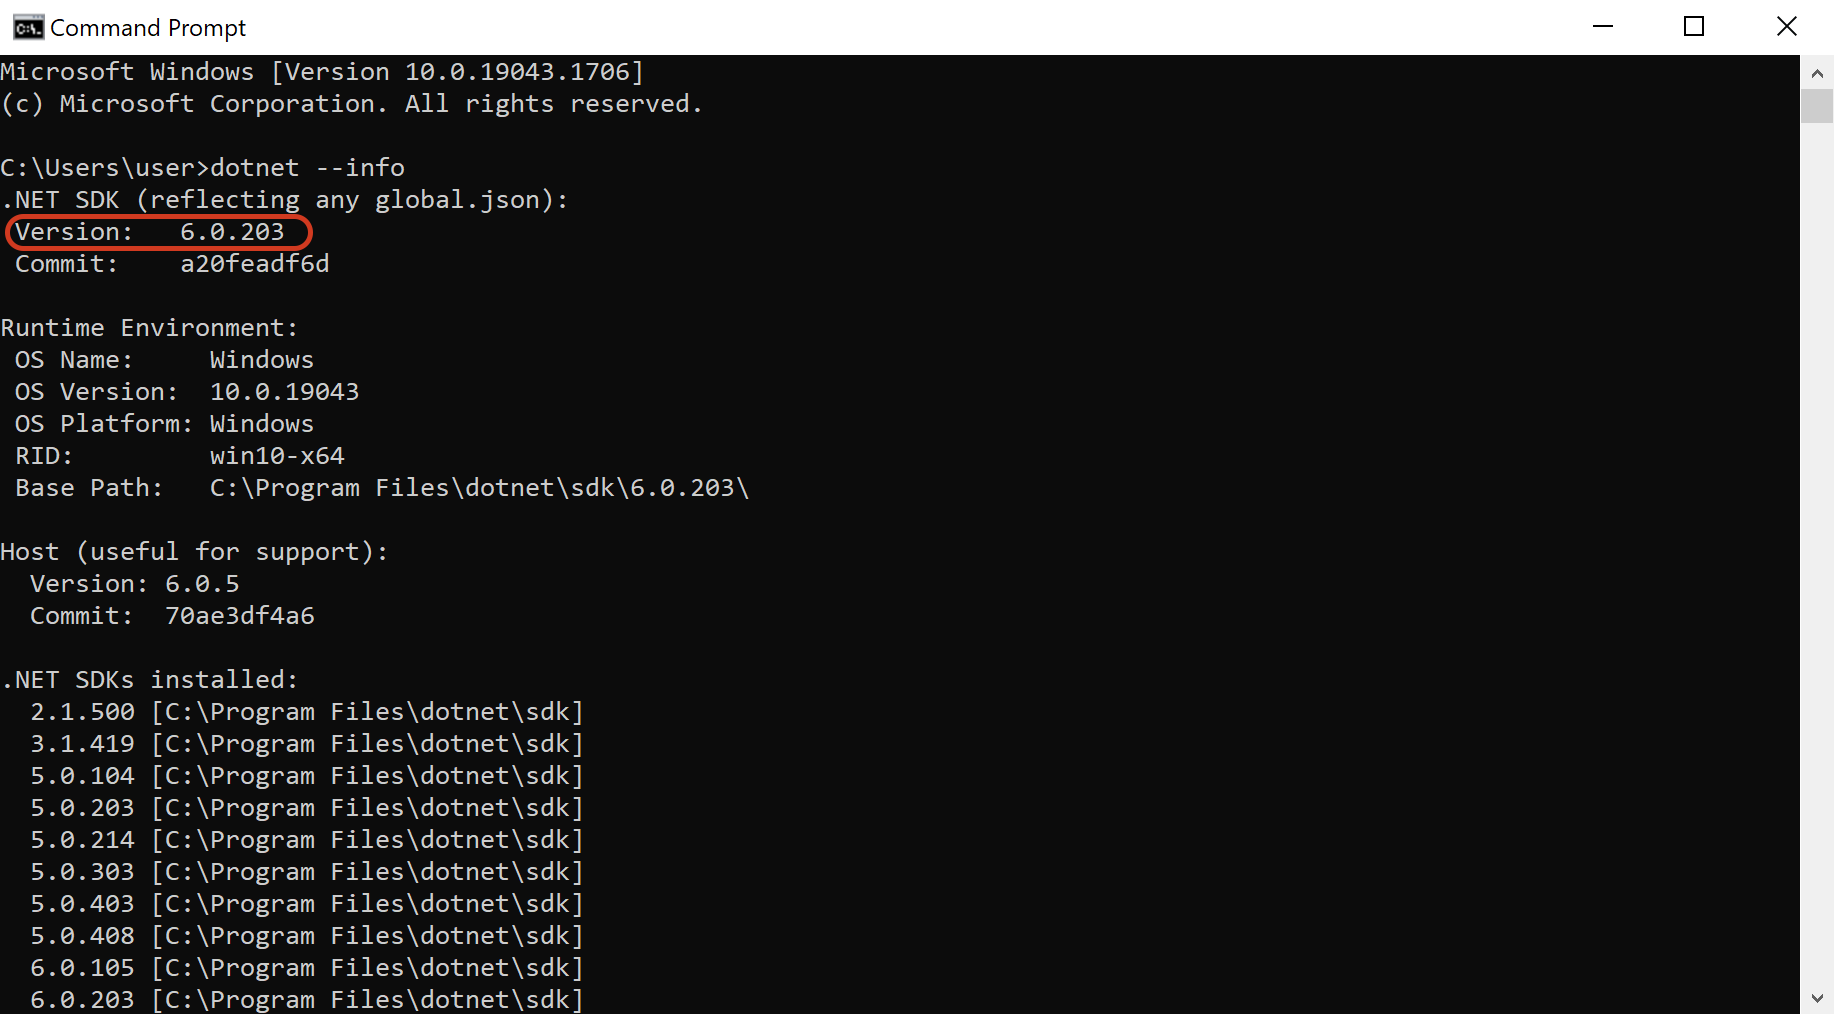 Command Prompt
Microsoft Windows [Version 10.0.19043.1706]
(c) Microsoft Corporation. All rights reserved.

C:\Users\user>dotnet --info
.NET SDK (reflecting any global.json):
 Version:   6.0.203
 Commit:    a20feadf6d

Runtime Environment:
 OS Name:     Windows
 OS Version:  10.0.19043
 OS Platform: Windows
 RID:         win10-x64
 Base Path:   C:\Program Files\dotnet\sdk\6.0.203\

Host (useful for support):
  Version: 6.0.5
  Commit:  70ae3df4a6

.NET SDKs installed:
  2.1.500 [C:\Program Files\dotnet\sdk]
  3.1.419 [C:\Program Files\dotnet\sdk]
  5.0.104 [C:\Program Files\dotnet\sdk]
  5.0.203 [C:\Program Files\dotnet\sdk]
  5.0.214 [C:\Program Files\dotnet\sdk]
  5.0.303 [C:\Program Files\dotnet\sdk]
  5.0.403 [C:\Program Files\dotnet\sdk]
  5.0.408 [C:\Program Files\dotnet\sdk]
  6.0.105 [C:\Program Files\dotnet\sdk]
  6.0.203 [C:\Program Files\dotnet\sdk]